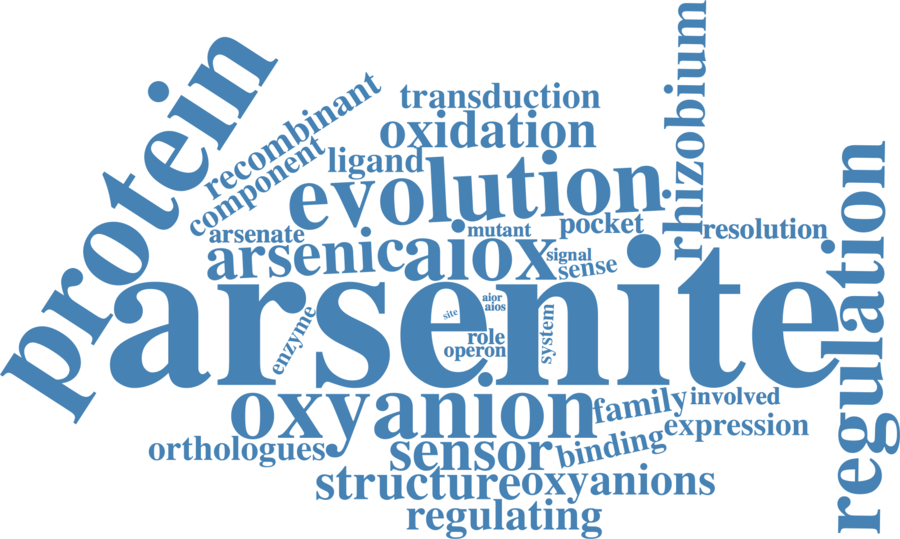 protein
recombinant
component
transduction
oxidation
ligand
evolution
rhizobium
arsenate
mutant
pocket
resolution
arsenic
aiox
signal
sense
arsenite
regulation
enzyme
site
aior
aios
role
operon
system
oxyanion
family
involved
expression
orthologues
sensor
binding
structure
oxyanions
regulating